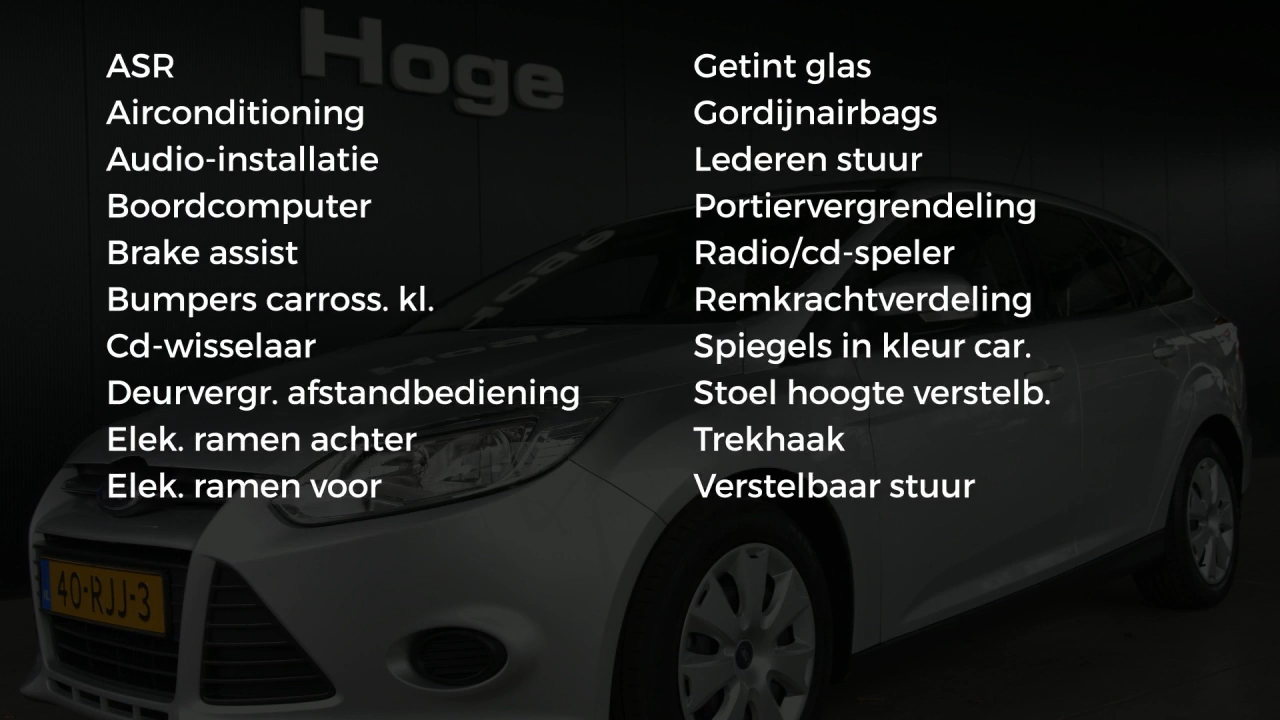 Hoge
ASR
Airconditioning
Audio-installatie
Boordcomputer
Brake assist
Bumpers carross. kl.
Cd-wisselaar
Deurvergr. afstandbediening
Elek. ramen achter
Elek. ramen voor
Getint glas
Gordijnairbags
Lederen stuur
Portiervergrendeling
Radio/cd-speler
Remkrachtverdeling
Spiegels in kleur car.
Stoel hoogte verstelb.
Trekhaak
Verstelbaar stuur
40-RJJ-3